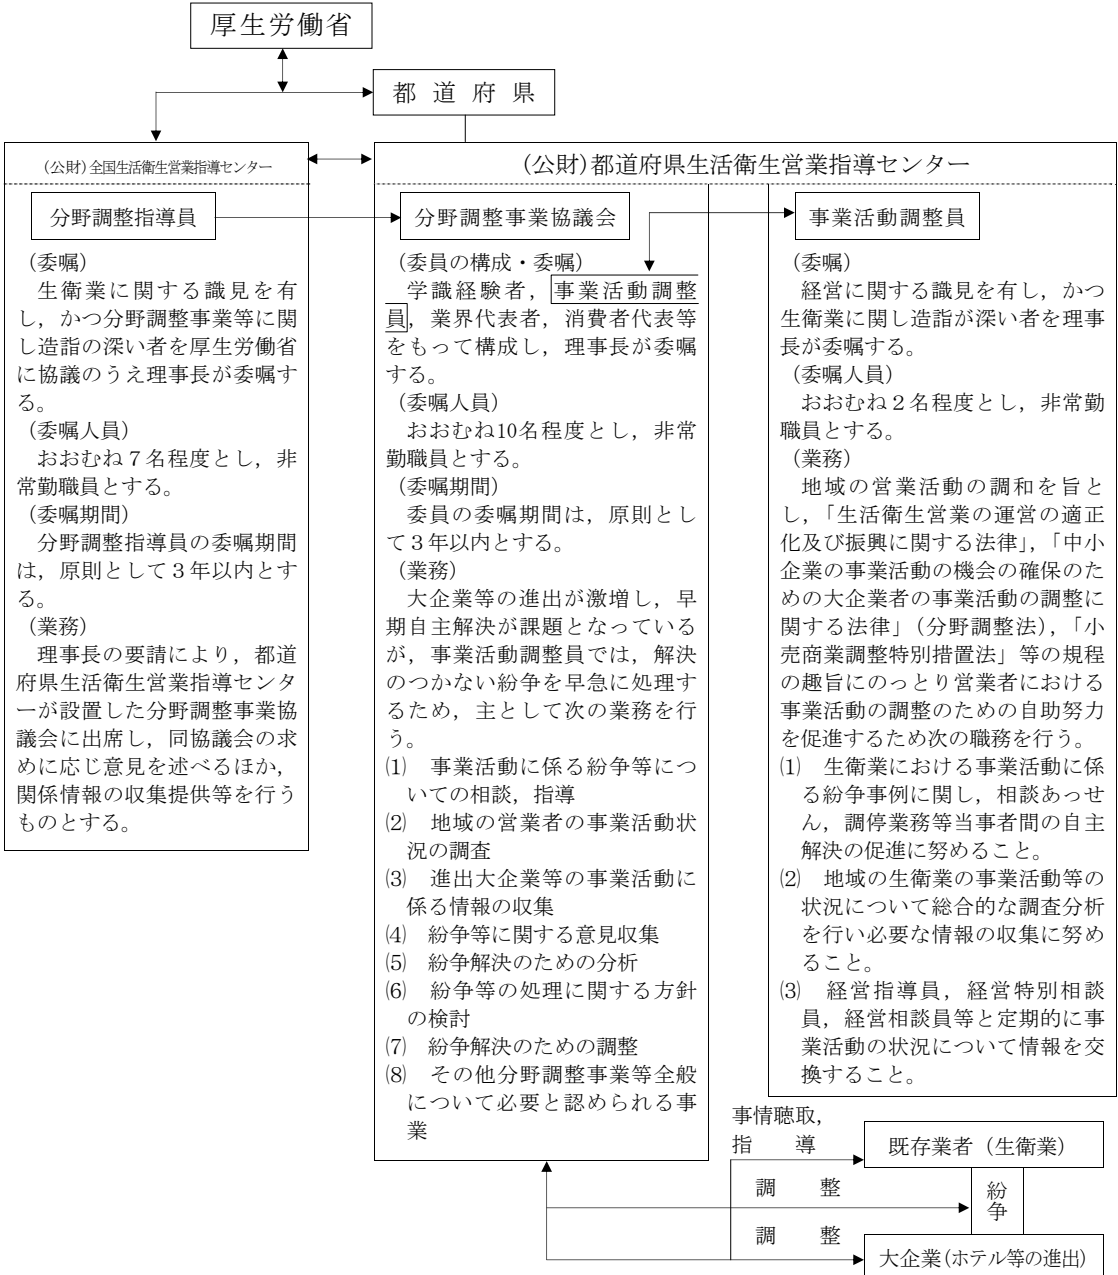 厚生労働省
都道府県
(公財)全国生活衛生営業指導センター
分野調整指導員
(委嘱)
生衛業に関する識見を有
し，かつ分野調整事業等に関
し造詣の深い者を厚生労働省
に協議のうえ理事長が委嘱す
る。
(委嘱人員)
おおむね７名程度とし，非
常勤職員とする。
(委嘱期間)
分野調整指導員の委嘱期間
は，原則として３年以内とす
る。
(業務)
理事長の要請により，都道
府県生活衛生営業指導センタ
ーが設置した分野調整事業協
議会に出席し，同協議会の求
めに応じ意見を述べるほか，
関係情報の収集提供等を行う
ものとする。
(公財)都道府県生活衛生営業指導センター
分野調整事業協議会
(委員の構成・委嘱)
学識経験者，事業活動調整
員，業界代表者，消費者代表等
をもって構成し，理事長が委嘱
する。
(委嘱人員)
おおむね10名程度とし，非常
勤職員とする。
(委嘱期間)
委員の委嘱期間は，原則とし
て３年以内とする。
(業務)
大企業等の進出が激増し，早
期自主解決が課題となっている
が，事業活動調整員では，解決
のつかない紛争を早急に処理す
るため，主として次の業務を行
う。
⑴　事業活動に係る紛争等につ
いての相談，指導
⑵　地域の営業者の事業活動状
況の調査
⑶　進出大企業等の事業活動に
係る情報の収集
⑷　紛争等に関する意見収集
⑸　紛争解決のための分析
⑹　紛争等の処理に関する方針
の検討
⑺　紛争解決のための調整
⑻　その他分野調整事業等全般
について必要と認められる事
業
事業活動調整員
(委嘱)
経営に関する識見を有し，かつ
生衛業に関し造詣が深い者を理事
長が委嘱する。
(委嘱人員)
おおむね２名程度とし，非常勤
職員とする。
(業務)
地域の営業活動の調和を旨と
し，「生活衛生営業の運営の適正
化及び振興に関する法律」，「中小
企業の事業活動の機会の確保のた
めの大企業者の事業活動の調整に
関する法律」(分野調整法)，「小
売商業調整特別措置法」等の規程
の趣旨にのっとり営業者における
事業活動の調整のための自助努力
を促進するため次の職務を行う。
⑴　生衛業における事業活動に係
る紛争事例に関し，相談あっせ
ん，調停業務等当事者間の自主
解決の促進に努めること。
⑵　地域の生衛業の事業活動等の
状況について総合的な調査分析
を行い必要な情報の収集に努め
ること。
⑶　経営指導員，経営特別相談
員，経営相談員等と定期的に事
業活動の状況について情報を交
換すること。
事情聴取，
指　導
既存業者（生衛業）
調　整
紛争
調　整
大企業(ホテル等の進出)